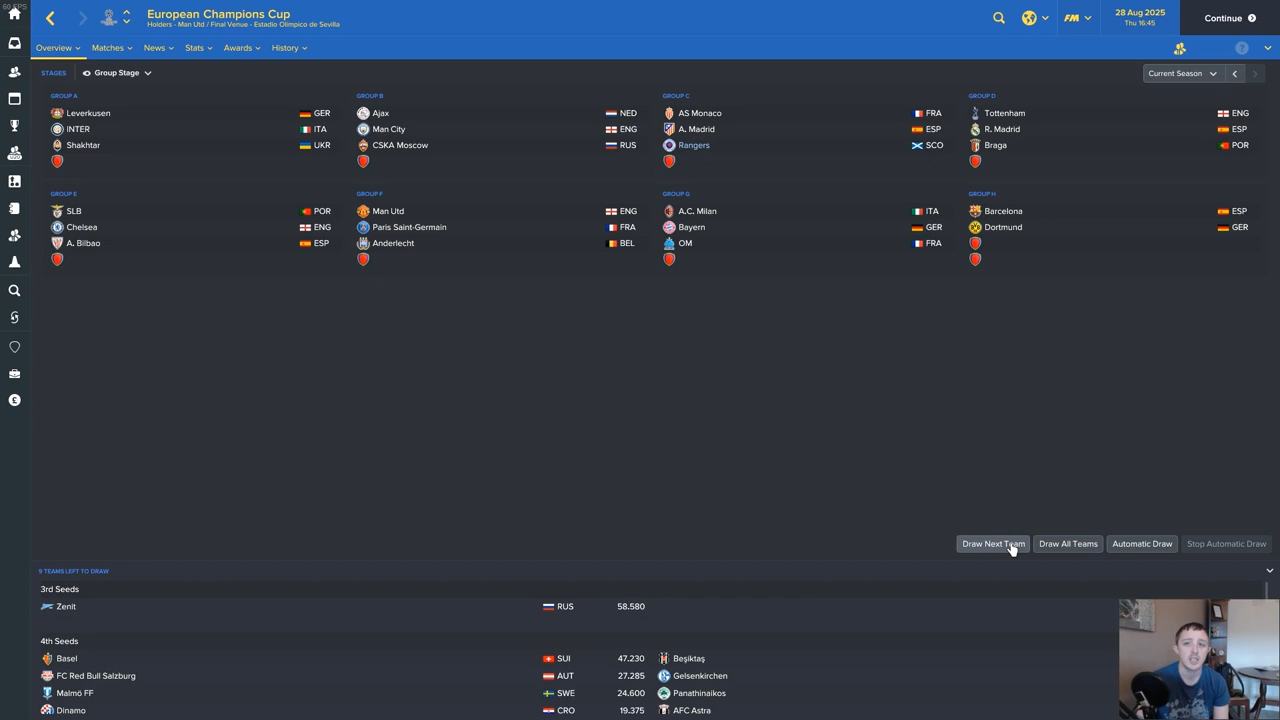 60 FPS
European Champions Cup
Holders - Man Utd / Final Venue - Estadio Olímpico de Sevilla
FM
28 Aug 2025
Thu 16:45
Continue
Overview Matches News Stats Awards History
STAGES Group Stage
Current Season
GROUP A
Leverkusen GER
INTER ITA
Shakhtar UKR
GROUP B
Ajax NED
Man City ENG
CSKA Moscow RUS
GROUP C
AS Monaco FRA
A. Madrid ESP
Rangers SCO
GROUP D
Tottenham ENG
R. Madrid ESP
Braga POR
GROUP E
SLB POR
Chelsea ENG
A. Bilbao ESP
GROUP F
Man Utd ENG
Paris Saint-Germain FRA
Anderlecht BEL
GROUP G
A.C. Milan ITA
Bayern GER
OM FRA
GROUP H
Barcelona ESP
Dortmund GER
Draw Next Team Draw All Teams Automatic Draw Stop Automatic Draw
9 TEAMS LEFT TO DRAW
3rd Seeds
Zenit RUS 58.580
4th Seeds
Basel SUI 47.230 Beşiktaş
FC Red Bull Salzburg AUT 27.285 Gelsenkirchen
Malmö FF SWE 24.600 Panathinaikos
Dinamo CRO 19.375 AFC Astra